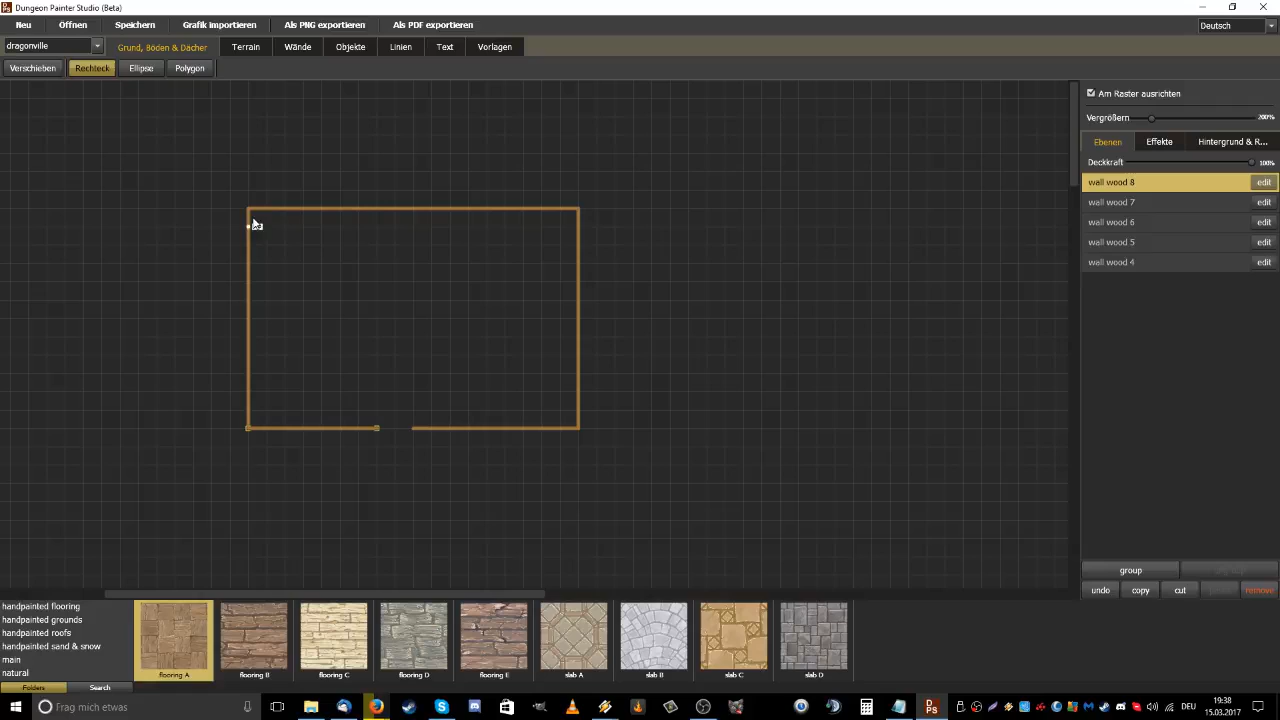 Dungeon Painter Studio (Beta)
Neu Öffnen Speichern Grafik importieren Als PNG exportieren Als PDF exportieren Deutsch
dragonville Grund, Böden & Dächer Terrain Wände Objekte Linien Text Vorlagen
Verschieben Rechteck Ellipse Polygon
Am Raster ausrichten
Vergrößern 200%
Ebenen Effekte Hintergrund & R...
Deckkraft 100%
wall wood 8 edit
wall wood 7 edit
wall wood 6 edit
wall wood 5 edit
wall wood 4 edit
group
undo copy cut remove
handpainted flooring
handpainted grounds
handpainted roofs
handpainted sand & snow
main
natural
flooring A flooring B flooring C flooring D flooring E slab A slab B slab C slab D
Folders Search
Frag mich etwas
DEU
19:38
15.03.2017